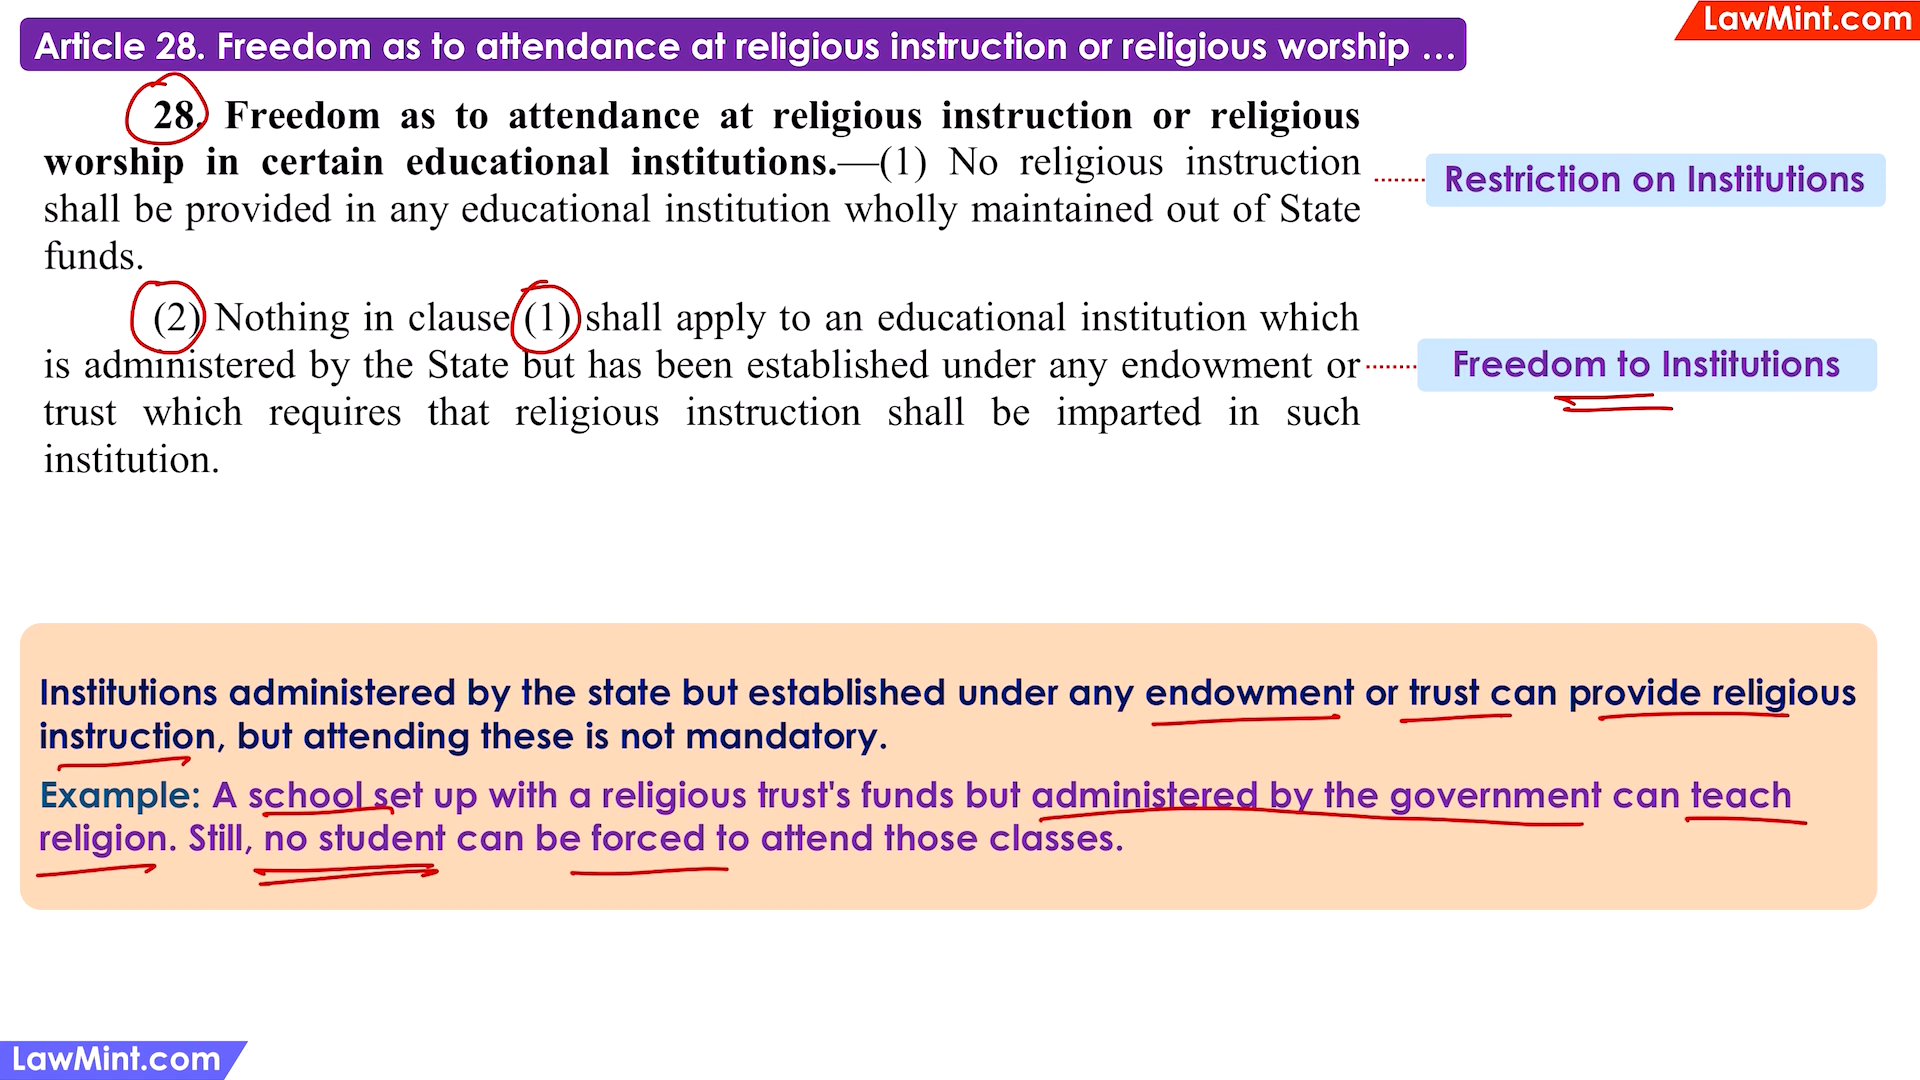 Article 28. Freedom as to attendance at religious instruction or religious worship ...
LawMint.com
28. Freedom as to attendance at religious instruction or religious
worship in certain educational institutions.—(1) No religious instruction
shall be provided in any educational institution wholly maintained out of State
funds.
Restriction on Institutions
(2) Nothing in clause (1) shall apply to an educational institution which
is administered by the State but has been established under any endowment or
trust which requires that religious instruction shall be imparted in such
institution.
Freedom to Institutions
Institutions administered by the state but established under any endowment or trust can provide religious
instruction, but attending these is not mandatory.
Example: A school set up with a religious trust's funds but administered by the government can teach
religion. Still, no student can be forced to attend those classes.
LawMint.com